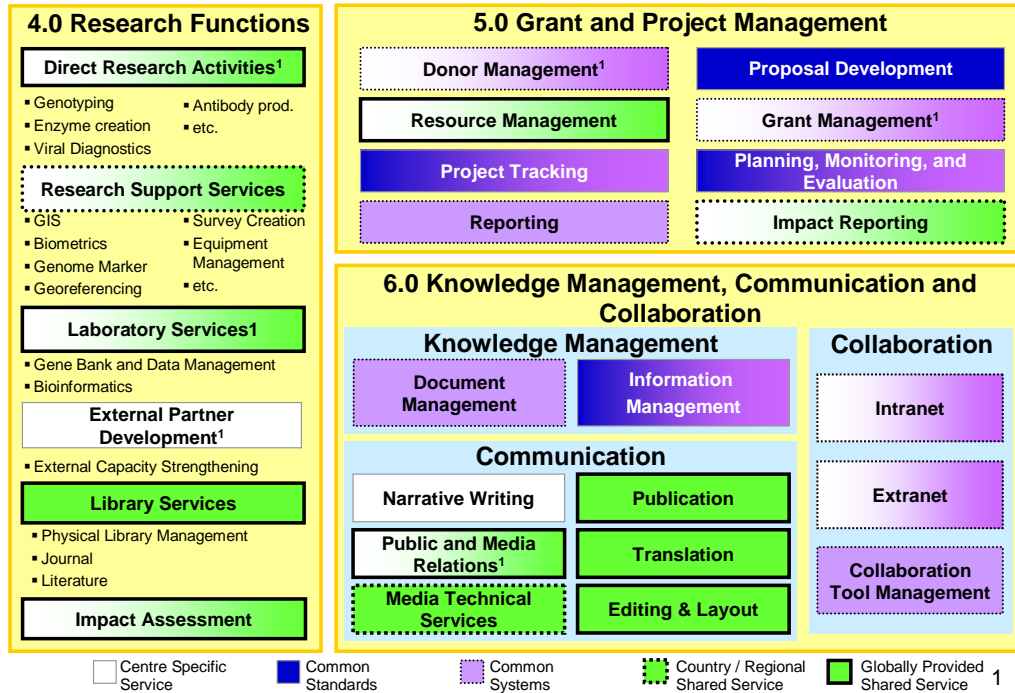 4.0 Research Functions
Direct Research Activities¹
▪ Genotyping
▪ Enzyme creation
▪ Viral Diagnostics
▪ Antibody prod.
▪ etc.
Research Support Services
▪ GIS
▪ Biometrics
▪ Genome Marker
▪ Georeferencing
▪ Survey Creation
▪ Equipment
Management
▪ etc.
Laboratory Services1
▪ Gene Bank and Data Management
▪ Bioinformatics
External Partner
Development¹
▪ External Capacity Strengthening
Library Services
▪ Physical Library Management
▪ Journal
▪ Literature
Impact Assessment
5.0 Grant and Project Management
Donor Management¹
Proposal Development
Resource Management
Grant Management¹
Project Tracking
Planning, Monitoring, and
Evaluation
Reporting
Impact Reporting
6.0 Knowledge Management, Communication and
Collaboration
Knowledge Management
Document
Management
Information
Management
Communication
Narrative Writing
Publication
Public and Media
Relations¹
Translation
Media Technical
Services
Editing & Layout
Collaboration
Intranet
Extranet
Collaboration
Tool Management
Centre Specific
Service
Common
Standards
Common
Systems
Country / Regional
Shared Service
Globally Provided
Shared Service
1